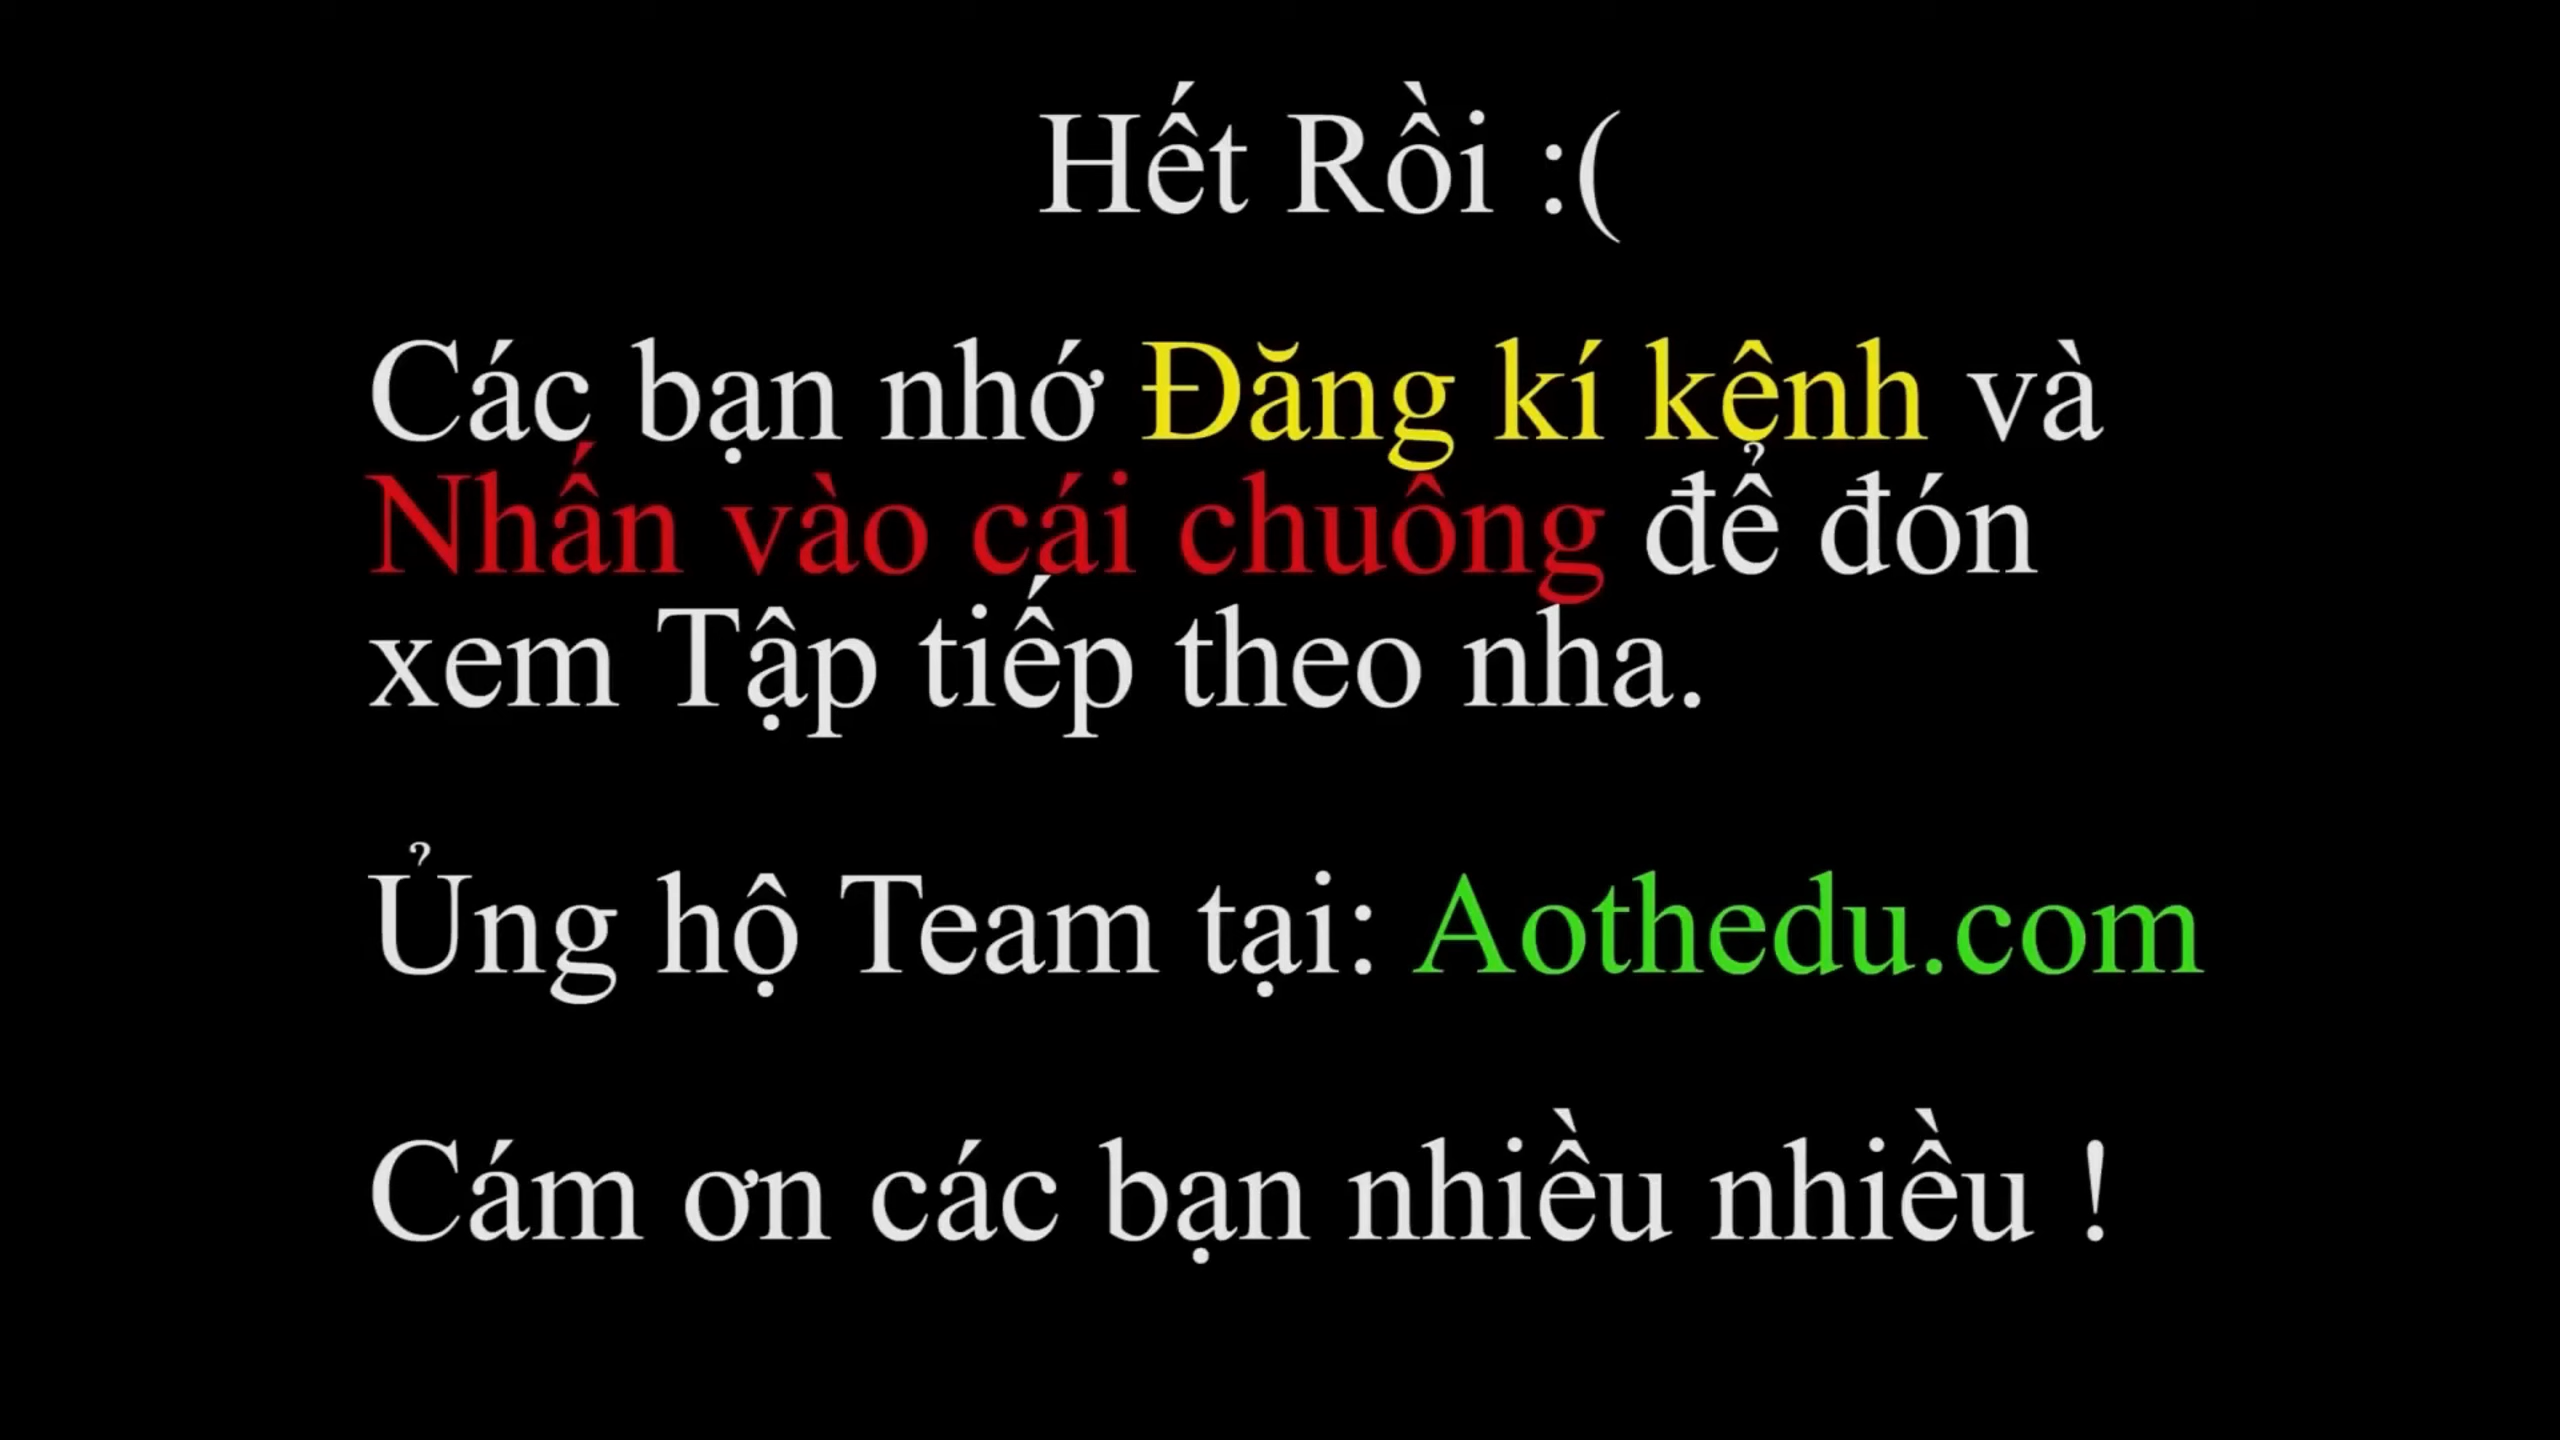 Hết Rồi :(
Các bạn nhớ Đăng kí kênh và
Nhấn vào cái chuông để đón
xem Tập tiếp theo nha.
Ủng hộ Team tại: Aothedu.com
Cám ơn các bạn nhiều nhiều !